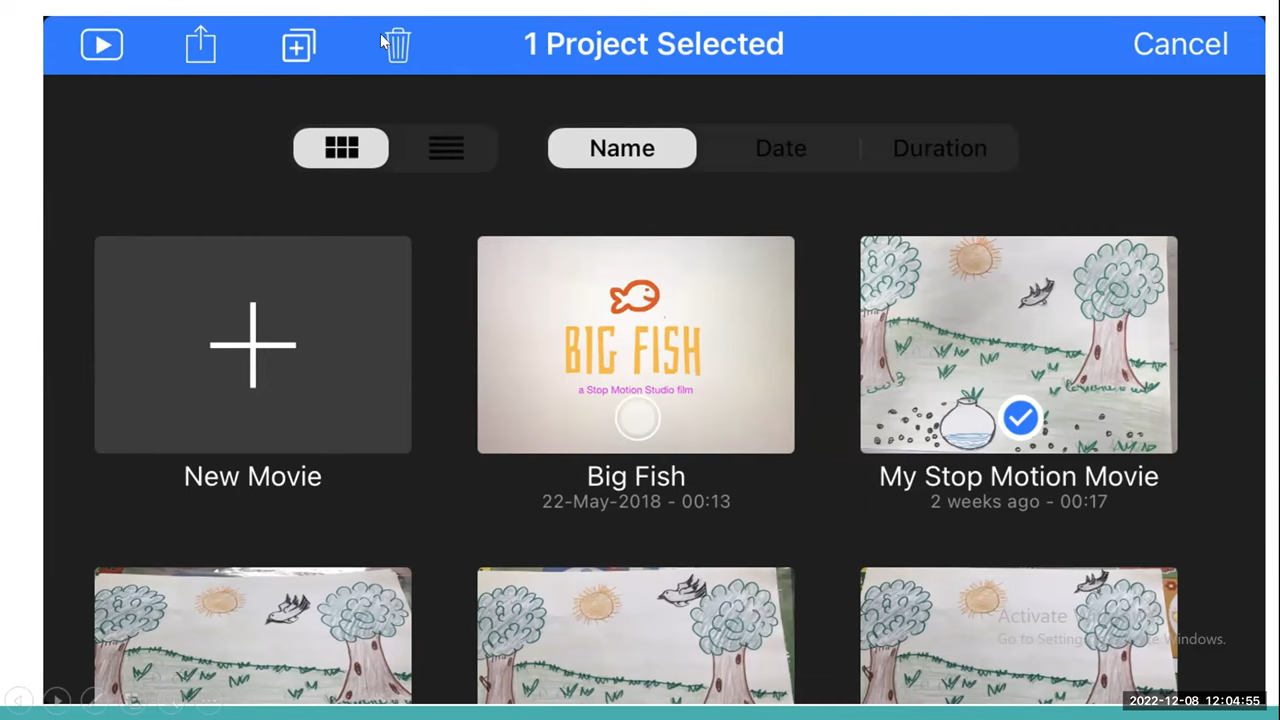 1 Project Selected
Cancel
Name
Date
Duration
BIG FISH
a Stop Motion Studio film
New Movie
Big Fish
22-May-2018 - 00:13
My Stop Motion Movie
2 weeks ago - 00:17
Activate
Go to Setting Windows.
2022-12-08 12:04:55